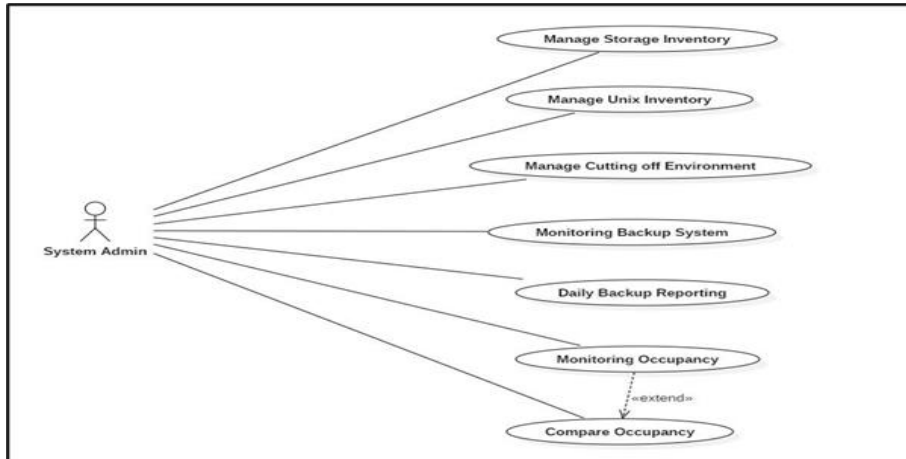 Manage Storage Inventory
Manage Unix Inventory
Manage Cutting off Environment
System Admin
Monitoring Backup System
Daily Backup Reporting
Monitoring Occupancy
«extend»
Compare Occupancy